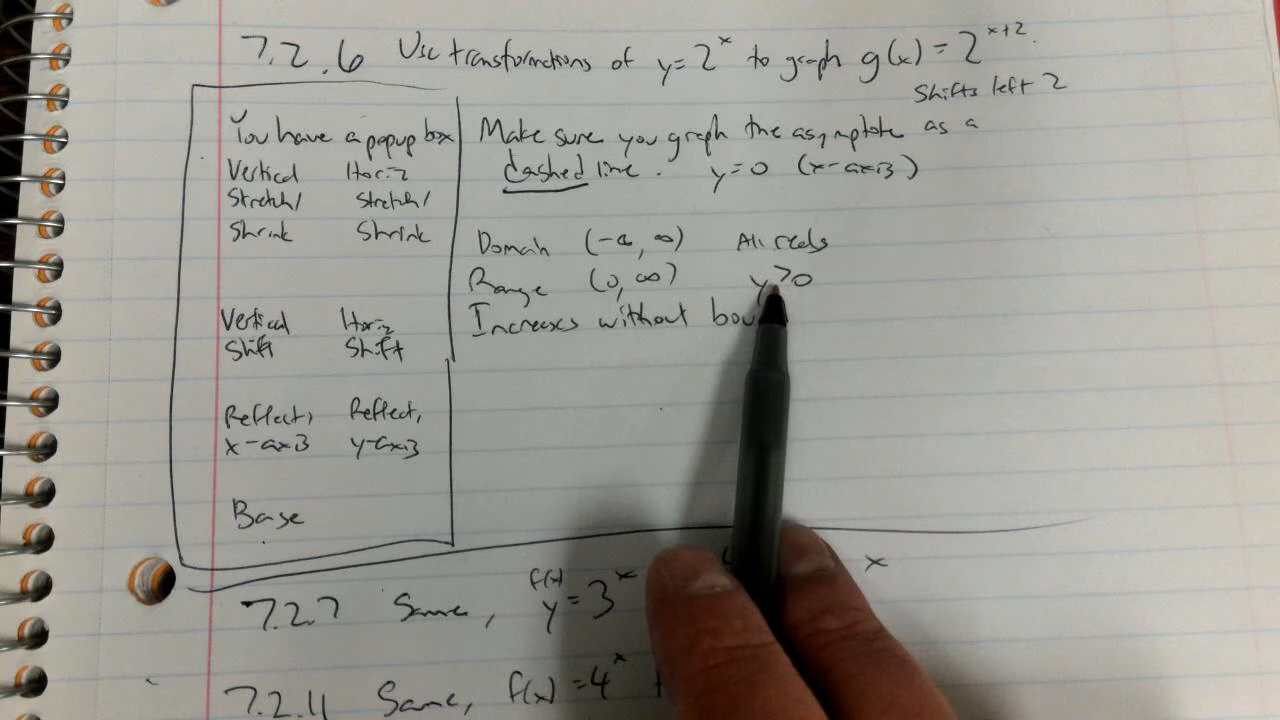 7.2.6 Use transformations of y=2^x to graph g(x)=2^x+2.
Shifts left 2
You have a popup box
Vertical Horiz
Stretch/ Stretch/
Shrink Shrink
Vertical Horiz
Shift Shift
Reflect, Reflect,
x-axis y-axis
Base
Make sure you graph the asymptote as a
dashed line. y=0 (x-axis)
Domain (-∞, ∞) All reals
Range (0, ∞) y>0
Increases without
7.2.7 Same, f(x) y=3^x x
7.2.11 Same, f(x)=4^x